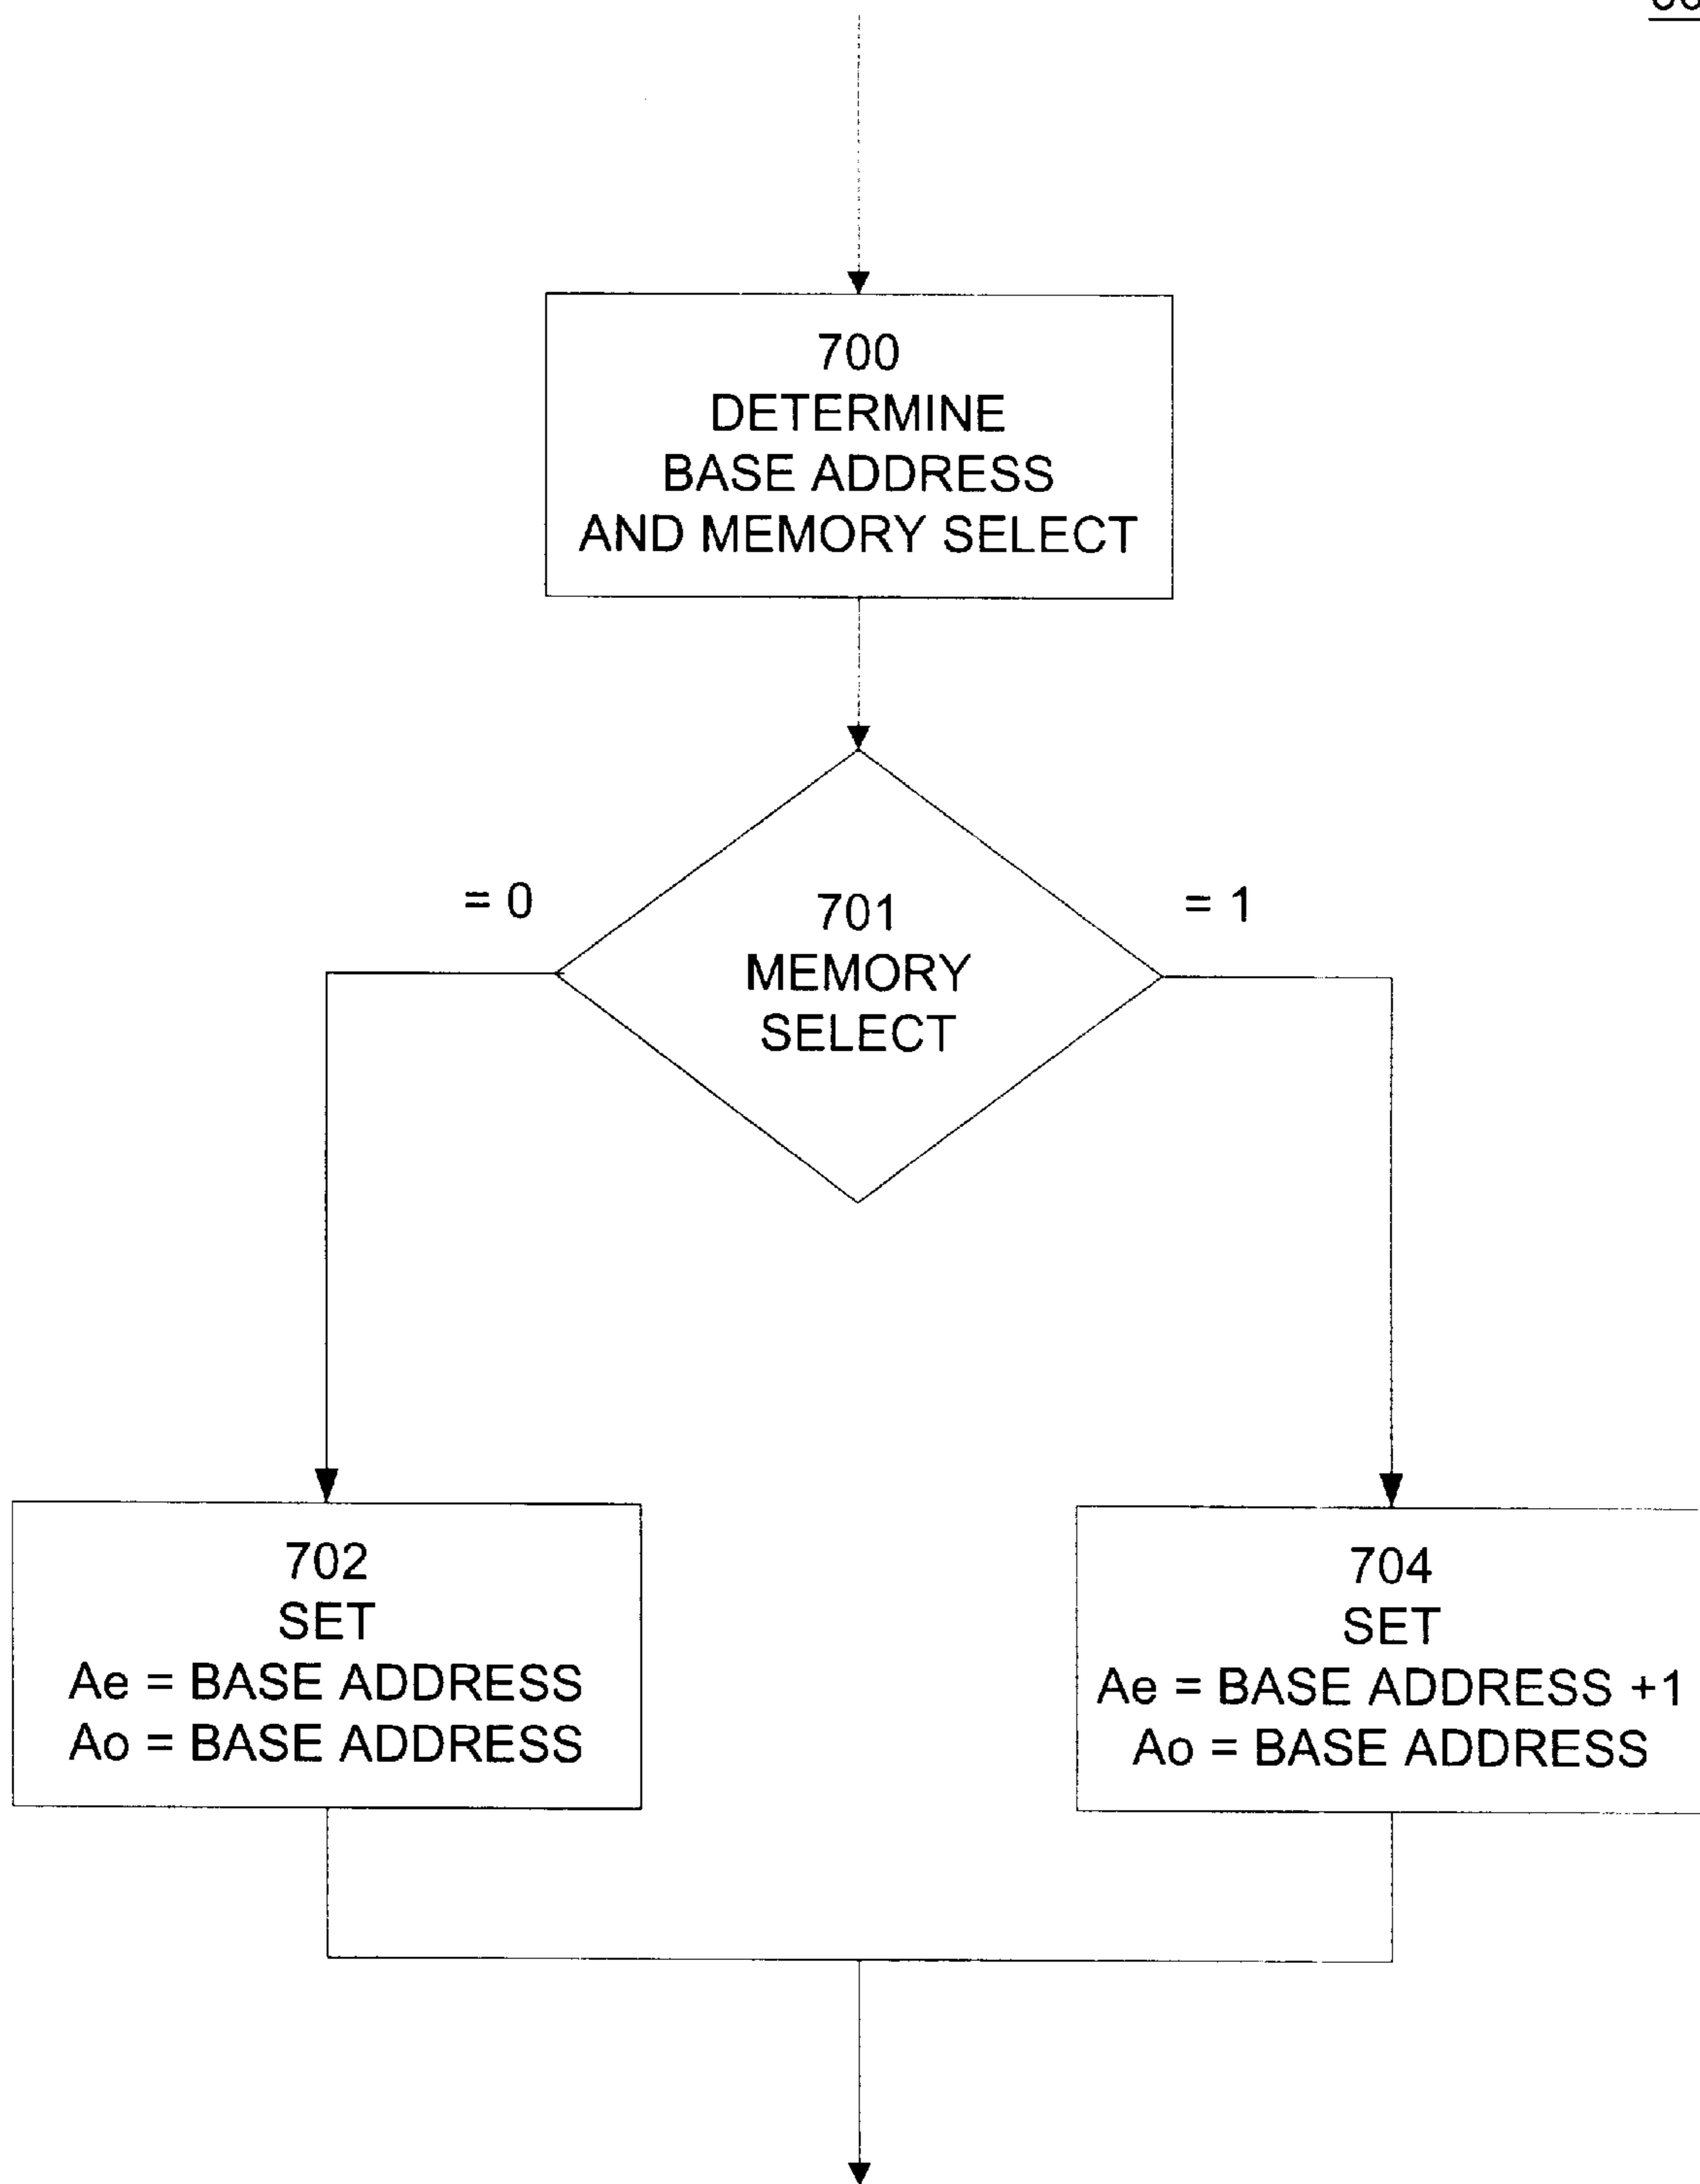 700
DETERMINE
BASE ADDRESS
AND MEMORY SELECT
= 0
701
MEMORY
SELECT
= 1
702
SET
Ae = BASE ADDRESS
Ao = BASE ADDRESS
704
SET
Ae = BASE ADDRESS +1
Ao = BASE ADDRESS